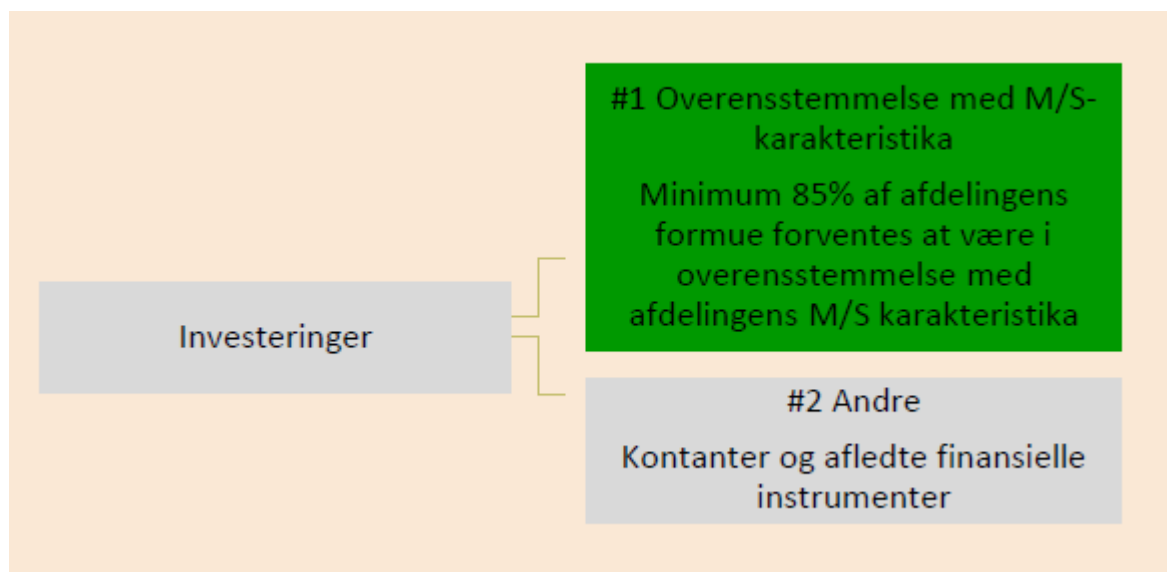 #1 Overensstemmelse med M/S-
karakteristika
Minimum 85% af afdelingens
formue forventes at være i
overensstemmelse med
afdelingens M/S karakteristika
Investeringer
#2 Andre
Kontanter og afledte finansielle
instrumenter